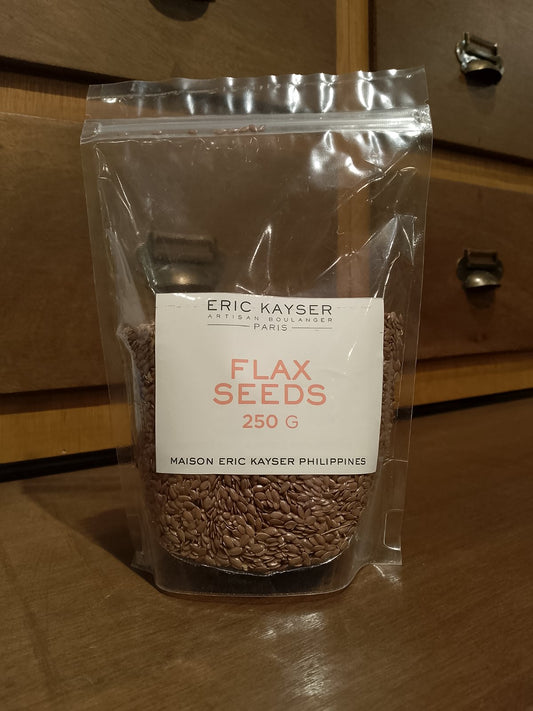 ERIC KAYSER
ARTISAN BOULANGER
PARIS
FLAX
SEEDS
250 G
MAISON ERIC KAYSER PHILIPPINES